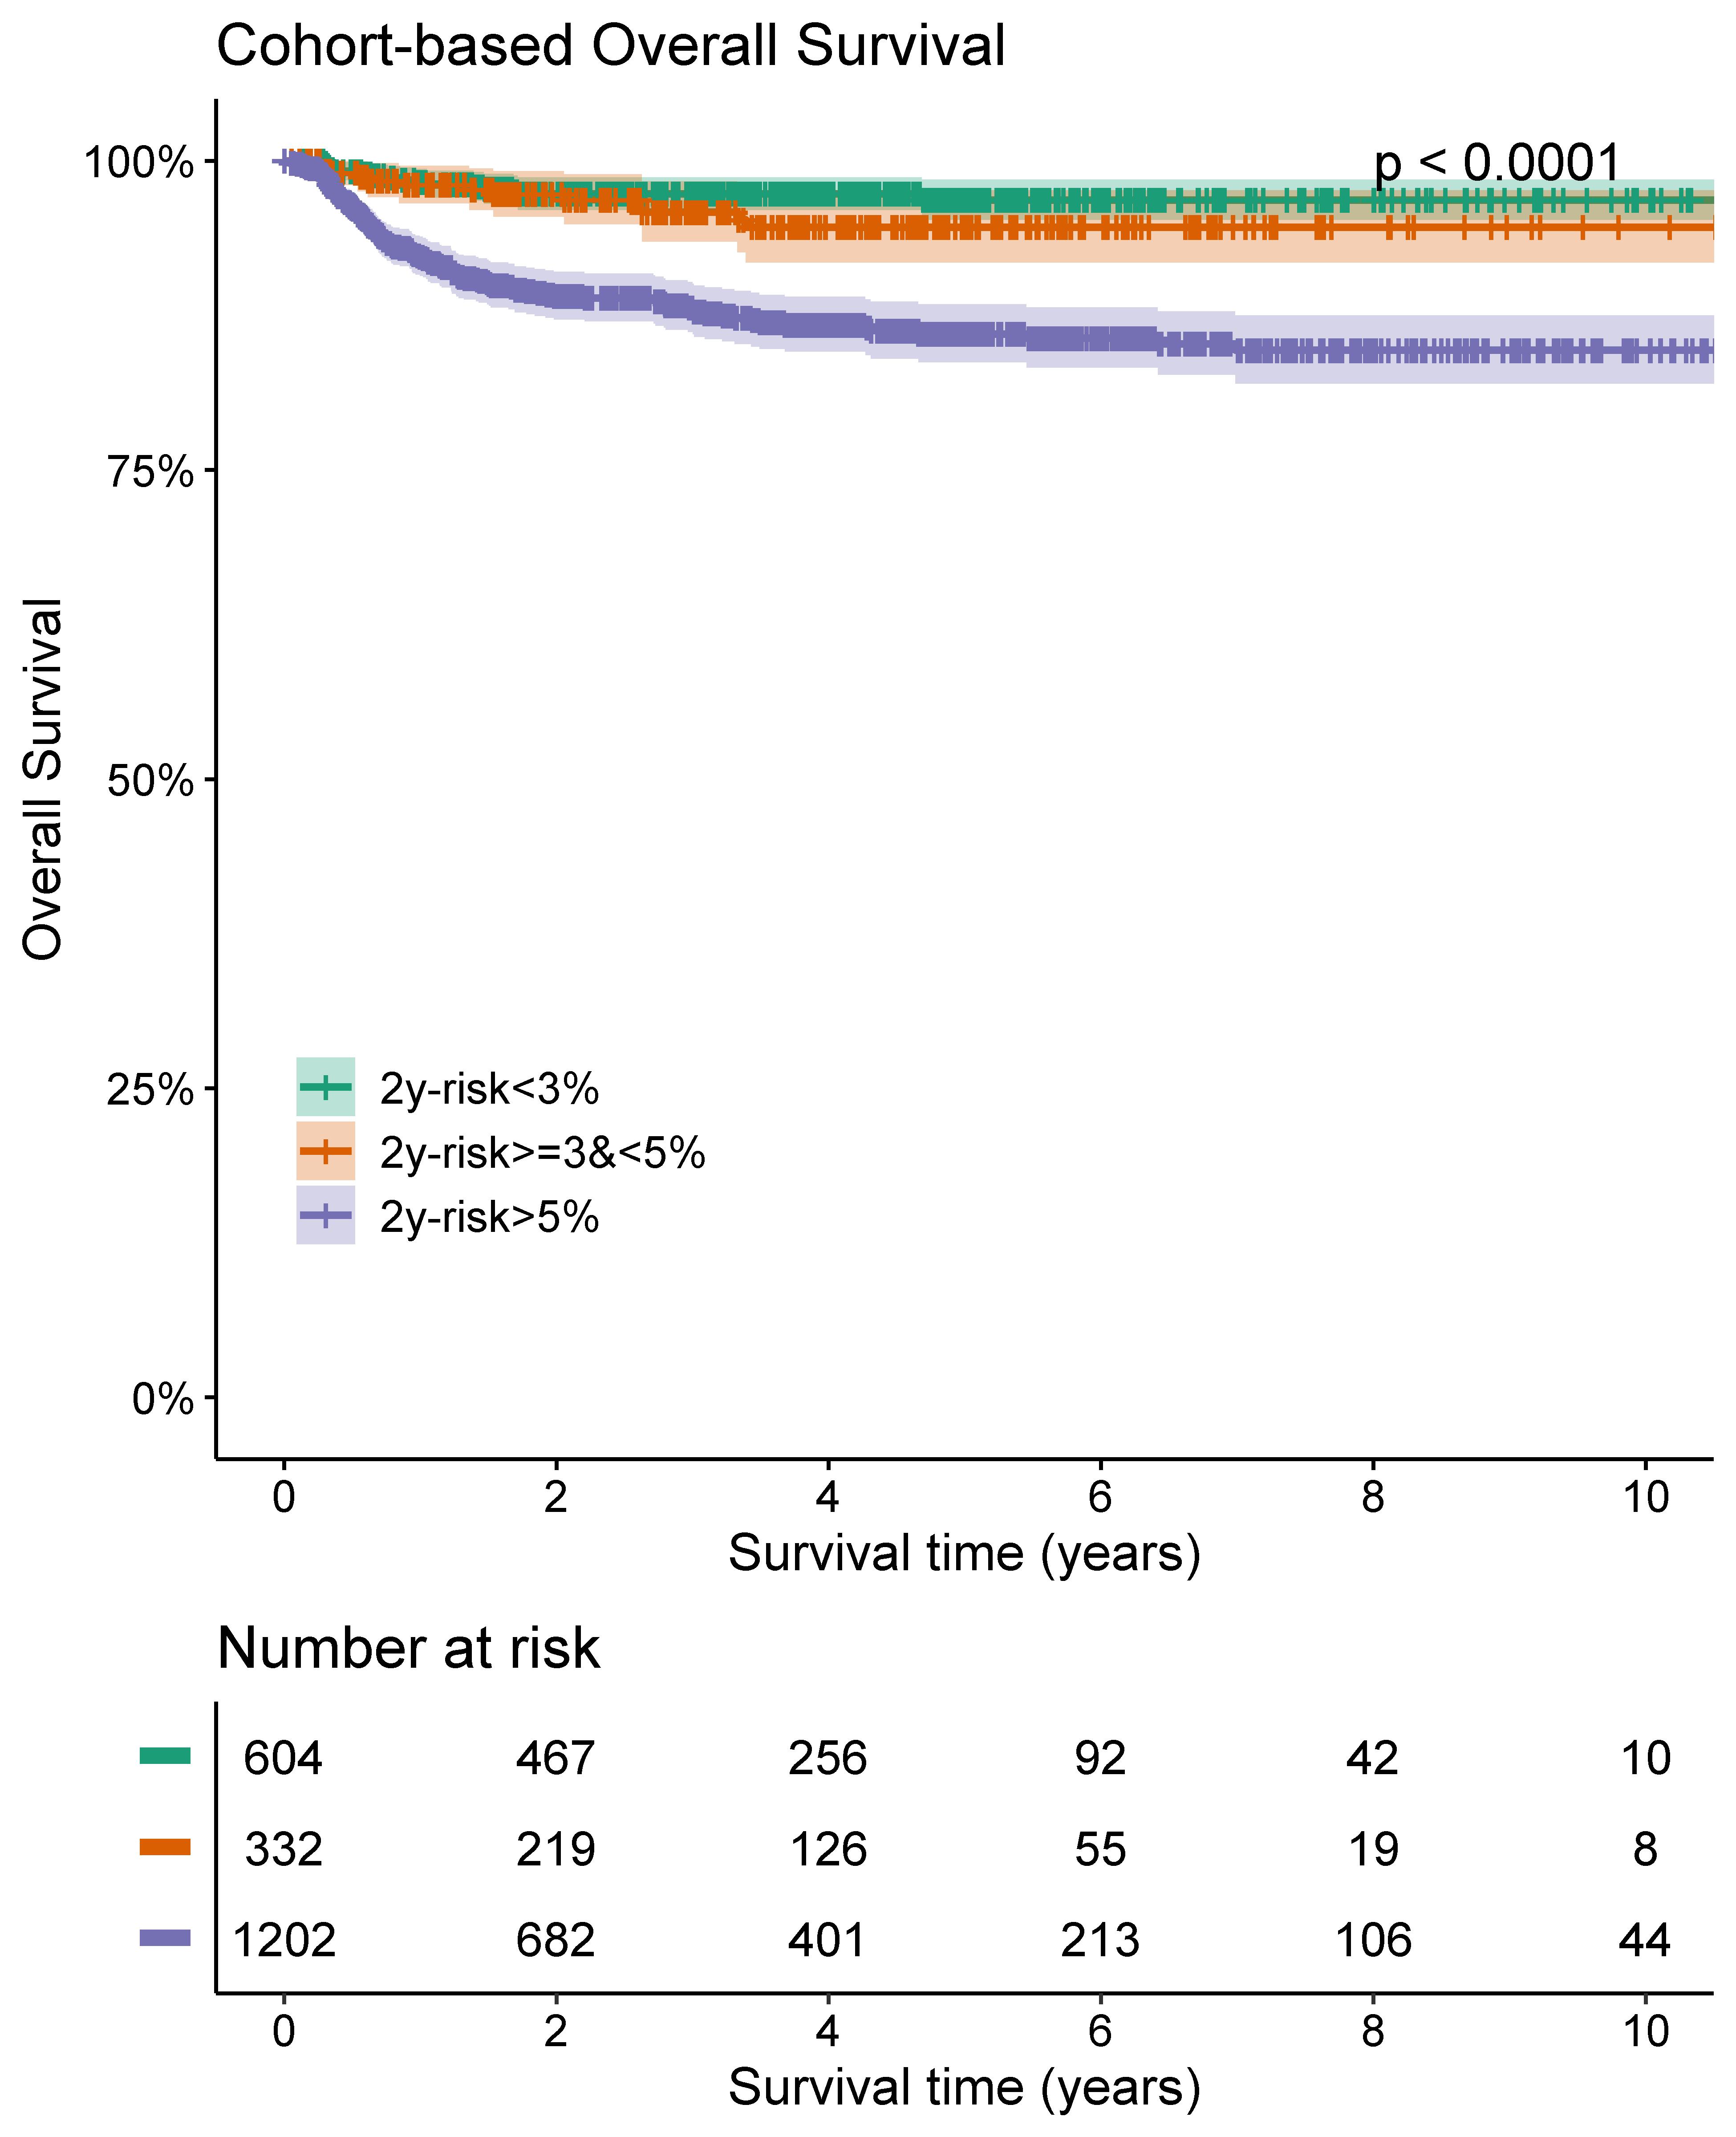 Cohort-based Overall Survival
p < 0.0001
100%
75%
50%
25%
0%
Overall Survival
2y-risk<3%
2y-risk>=3&<5%
2y-risk>5%
0 2 4 6 8 10
Survival time (years)
Number at risk
604 467 256 92 42 10
332 219 126 55 19 8
1202 682 401 213 106 44
0 2 4 6 8 10
Survival time (years)